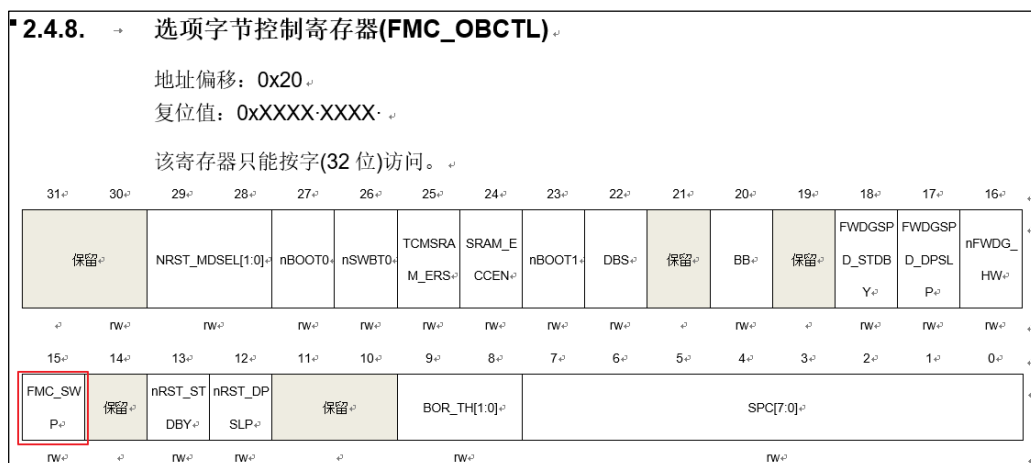 2.4.8. → 选项字节控制寄存器(FMC_OBCTL)↵
地址偏移：0x20↵
复位值：0xXXXX·XXXX· ↵
该寄存器只能按字(32 位)访问。↵
31↵ 30↵ 29↵ 28↵ 27↵ 26↵ 25↵ 24↵ 23↵ 22↵ 21↵ 20↵ 19↵ 18↵ 17↵ 16↵
保留↵ NRST_MDSEL[1:0]↵ nBOOT0↵ nSWBT0↵ TCMSRAM_ERS↵ SRAM_ECCEN↵ nBOOT1↵ DBS↵ 保留↵ BB↵ 保留↵ FWDGSPD_STDBY↵ FWDGSPD_DPSLP↵ nFWDG_HW↵
↵ rw↵ rw↵ rw↵ rw↵ rw↵ rw↵ rw↵ rw↵ ↵ rw↵ ↵ rw↵ rw↵ rw↵
15↵ 14↵ 13↵ 12↵ 11↵ 10↵ 9↵ 8↵ 7↵ 6↵ 5↵ 4↵ 3↵ 2↵ 1↵ 0↵
FMC_SWP↵ 保留↵ nRST_STDBY↵ nRST_DPSLP↵ 保留↵ BOR_TH[1:0]↵ SPC[7:0]↵
rw↵ ↵ rw↵ rw↵ ↵ rw↵ rw↵